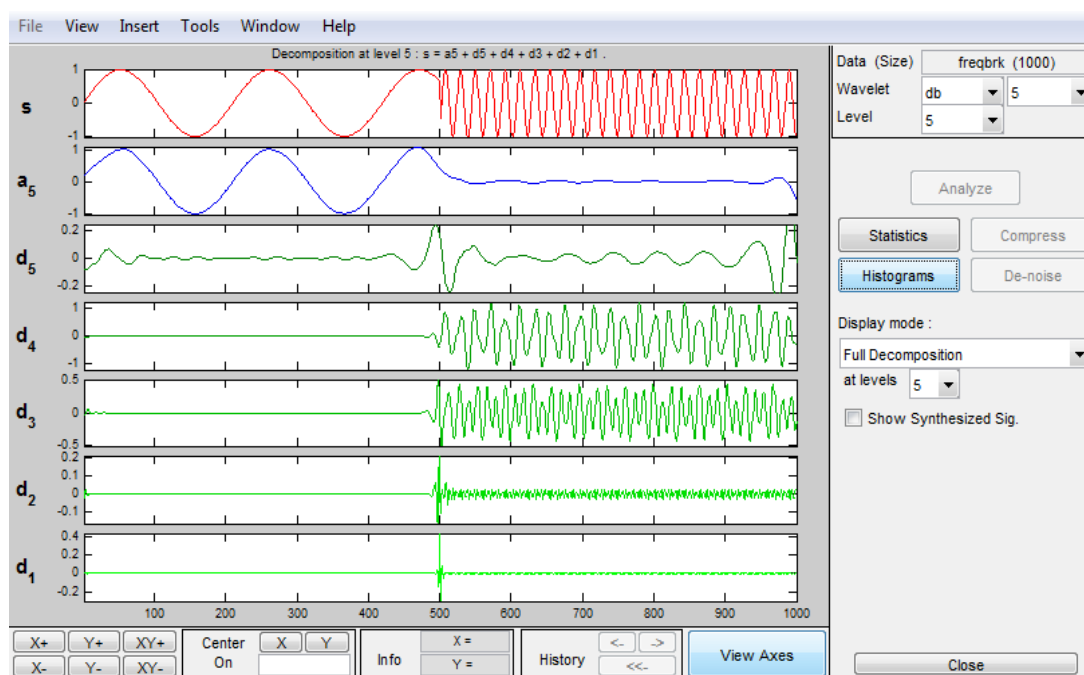 File View Insert Tools Window Help
Decomposition at level 5 : s = a5 + d5 + d4 + d3 + d2 + d1 .
s
1
0
-1
a5
1
0
-1
d5
0.2
0
-0.2
d4
1
0
-1
d3
0.5
0
-0.5
d2
0.2
0.1
0
-0.1
d1
0.4
0.2
0
-0.2
100 200 300 400 500 600 700 800 900 1000
Data (Size) freqbrk (1000)
Wavelet db 5
Level 5
Analyze
Statistics Compress
Histograms De-noise
Display mode :
Full Decomposition
at levels 5
Show Synthesized Sig.
X+ Y+ XY+
X- Y- XY-
Center On X Y
Info X = Y =
History <- -> <<-
View Axes
Close